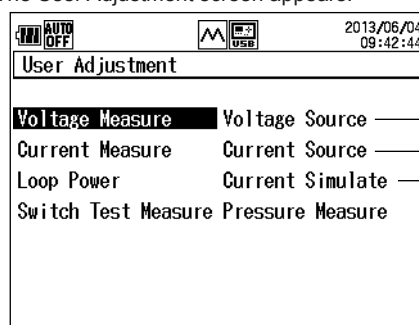 The User Adjustment screen appears.
AUTO OFF USB 2013/06/04
09:42:44
User Adjustment
Voltage Measure Voltage Source
Current Measure Current Source
Loop Power Current Simulate
Switch Test Measure Pressure Measure